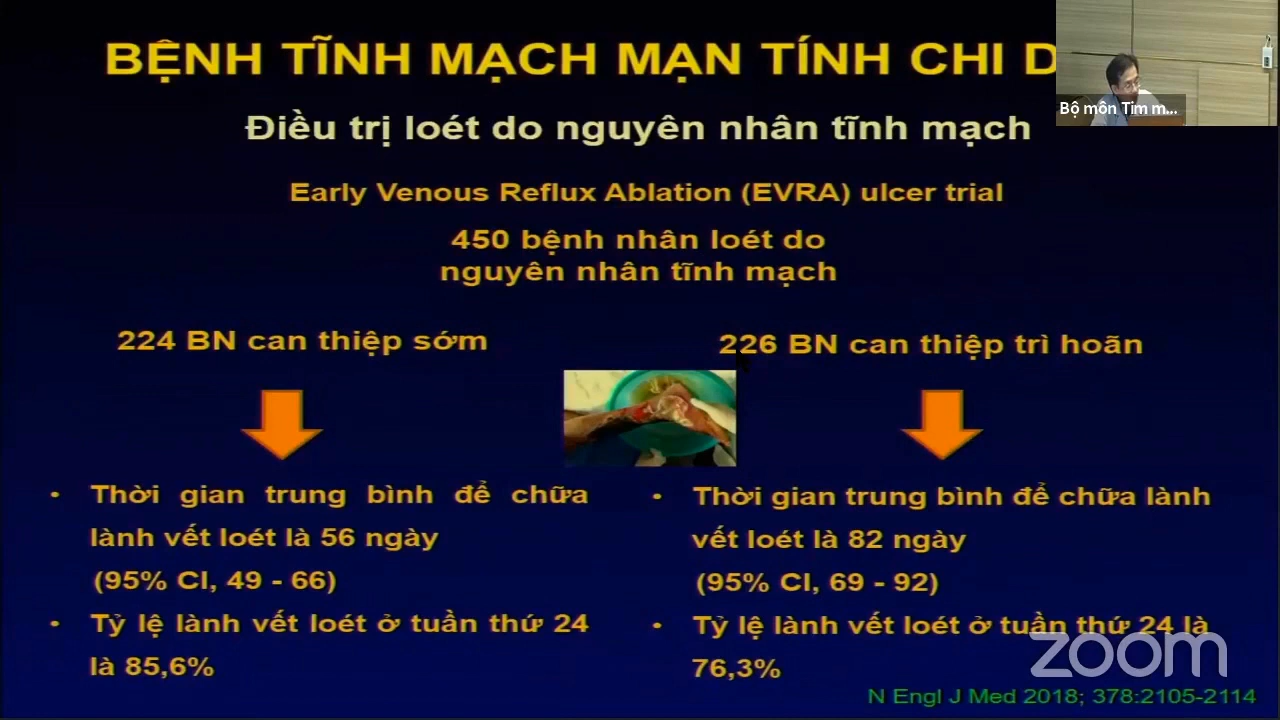 BỆNH TĨNH MẠCH MẠN TÍNH CHI D
Bộ môn Tim m...
Điều trị loét do nguyên nhân tĩnh mạch
Early Venous Reflux Ablation (EVRA) ulcer trial
450 bệnh nhân loét do
nguyên nhân tĩnh mạch
224 BN can thiệp sớm
• Thời gian trung bình để chữa
lành vết loét là 56 ngày
(95% CI, 49 - 66)
• Tỷ lệ lành vết loét ở tuần thứ 24
là 85,6%
226 BN can thiệp trì hoãn
• Thời gian trung bình để chữa lành
vết loét là 82 ngày
(95% CI, 69 - 92)
• Tỷ lệ lành vết loét ở tuần thứ 24 là
76,3%
zoom
N Engl J Med 2018; 378:2105-2114